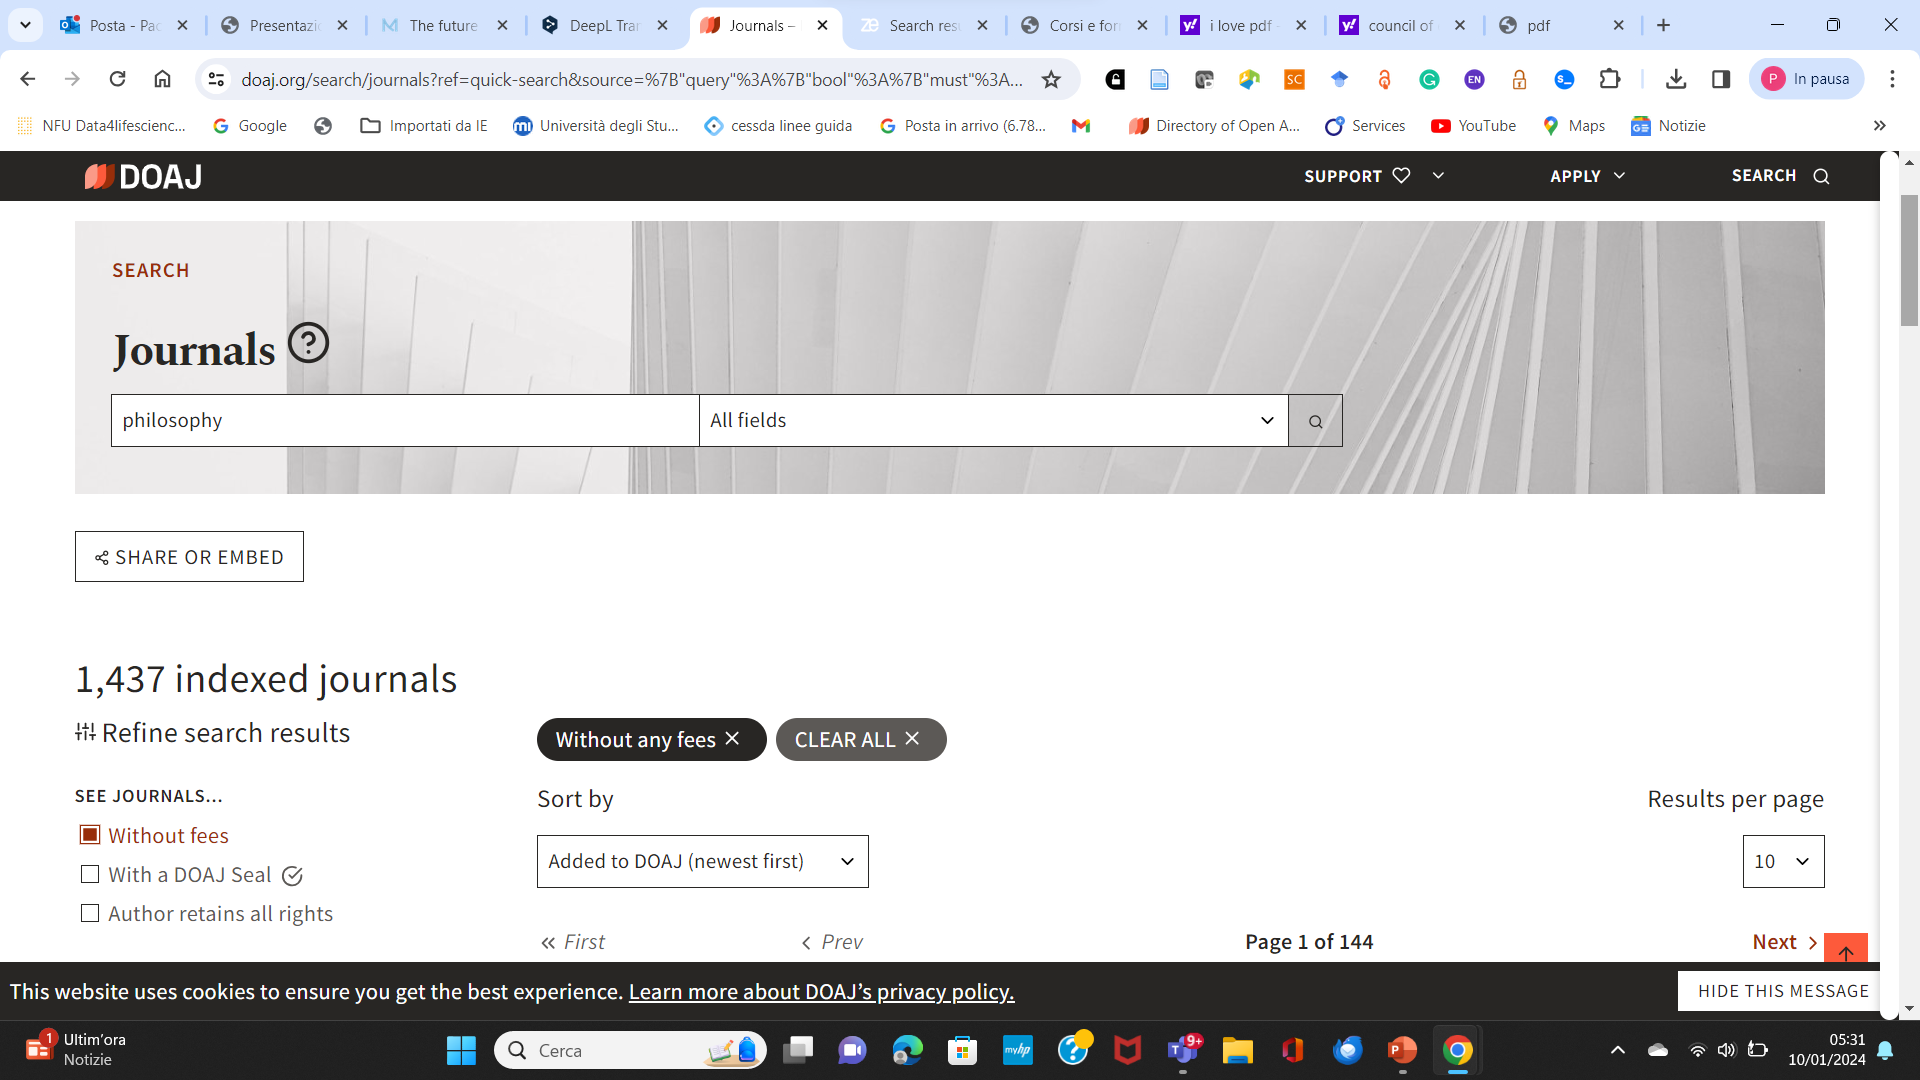 Posta - Pac
Presentazio
The future
DeepL Tran
Journals –
Search resu
Corsi e for
i love pdf -
council of
pdf
doaj.org/search/journals?ref=quick-search&source=%7B"query"%3A%7B"bool"%3A%7B"must"%3A...
In pausa
NFU Data4lifescienc...
Google
Importati da IE
Università degli Stu...
cessda linee guida
Posta in arrivo (6.78...
Directory of Open A...
Services
YouTube
Maps
Notizie
DOAJ
SUPPORT
APPLY
SEARCH
SEARCH
Journals
philosophy
All fields
SHARE OR EMBED
1,437 indexed journals
Refine search results
Without any fees
CLEAR ALL
SEE JOURNALS...
Sort by
Results per page
Without fees
Added to DOAJ (newest first)
10
With a DOAJ Seal
Author retains all rights
« First
‹ Prev
Page 1 of 144
Next ›
This website uses cookies to ensure you get the best experience. Learn more about DOAJ's privacy policy.
HIDE THIS MESSAGE
1
Ultim'ora
Notizie
Cerca
myhp
9+
05:31
10/01/2024